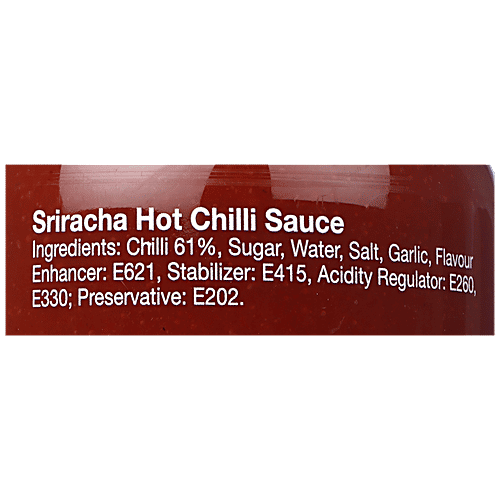 Sriracha Hot Chilli Sauce
Ingredients: Chilli 61%, Sugar, Water, Salt, Garlic, Flavour
Enhancer: E621, Stabilizer: E415, Acidity Regulator: E260,
E330; Preservative: E202.